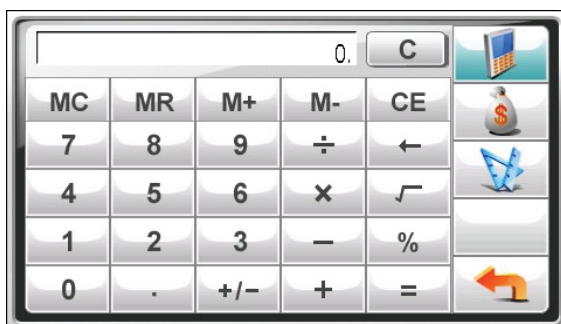 0. C
MC MR M+ M- CE
7 8 9 ÷ ←
4 5 6 × √
1 2 3 − %
0 . +/− + =
$